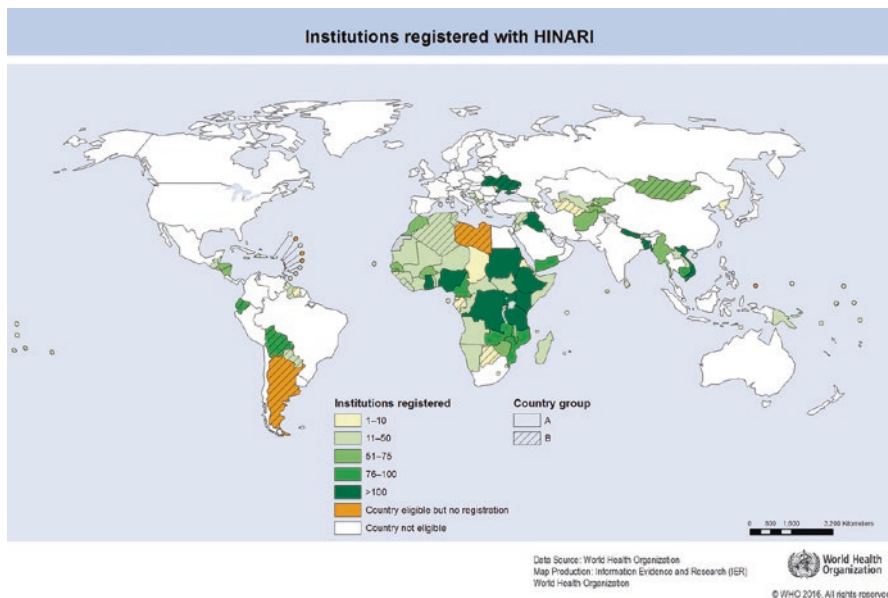 Institutions registered with HINARI
Institutions registered
1–10
11–50
51–75
76–100
>100
Country eligible but no registration
Country not eligible
Country group
A
B
0 800 1,600 3,200 Kilometers
Data Source: World Health Organization
Map Production: Information Evidence and Research (IER)
World Health Organization
World Health
Organization
© WHO 2016. All rights reserved